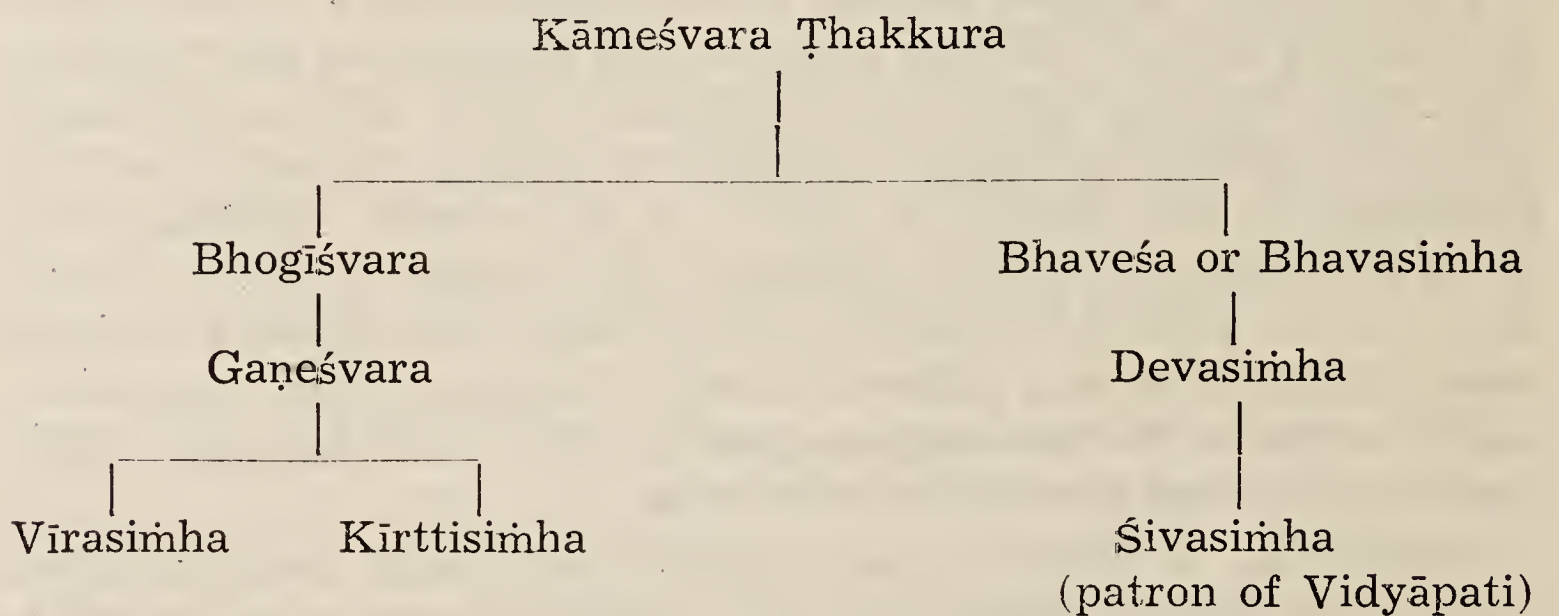 Kāmeśvara Ṭhakkura
Bhogīśvara Bhaveśa or Bhavasiṁha
Gaṇeśvara Devasiṁha
Vīrasiṁha Kīrttisiṁha Śivasiṁha
(patron of Vidyāpati)